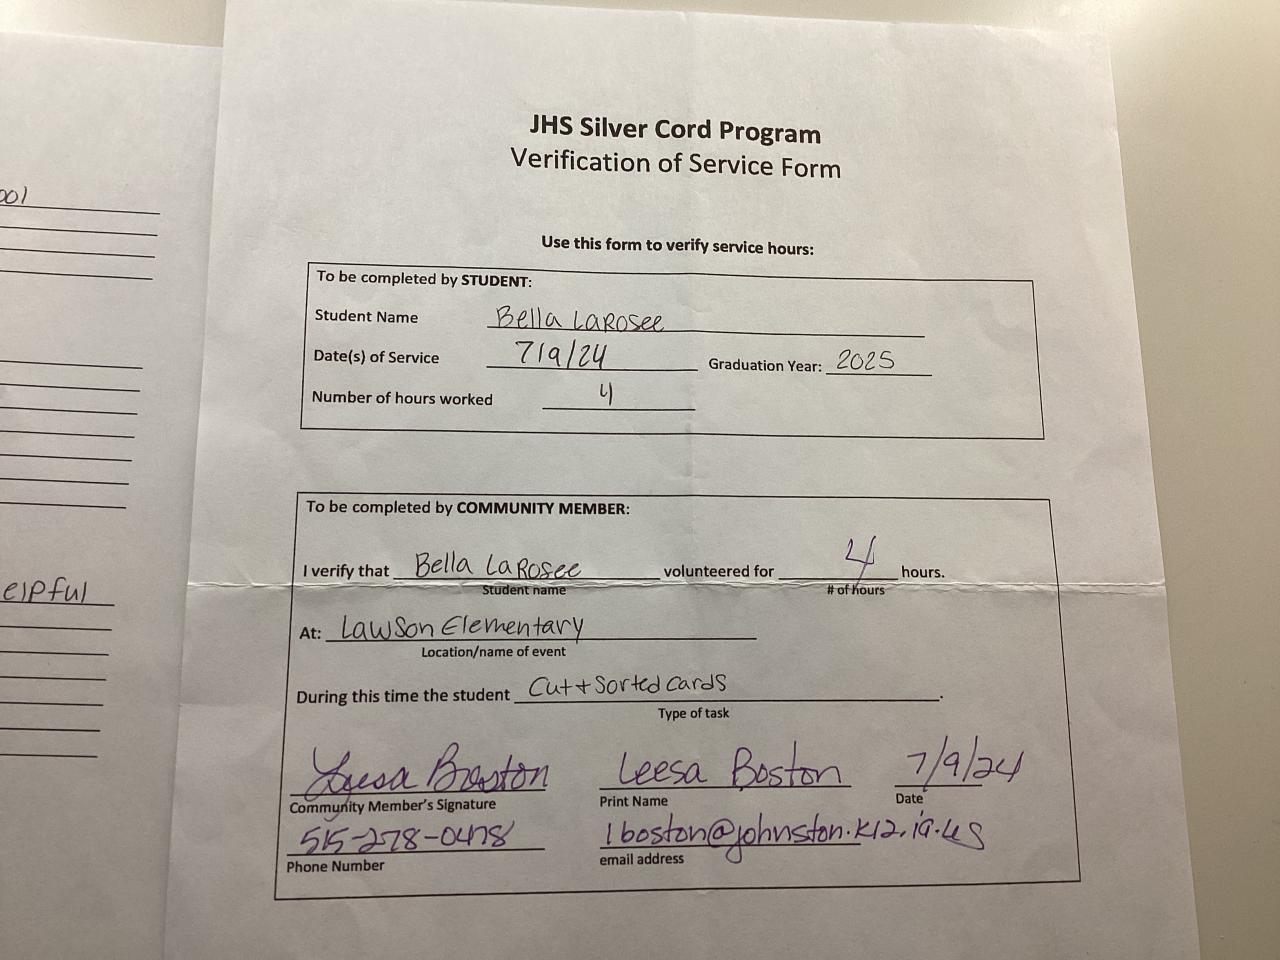 JHS Silver Cord Program
Verification of Service Form
Use this form to verify service hours:
To be completed by STUDENT:
Student Name Bella LaRosee
Date(s) of Service 7/9/24 Graduation Year: 2025
Number of hours worked 4
To be completed by COMMUNITY MEMBER:
I verify that Bella LaRosee volunteered for 4 hours.
Student name # of hours
At: Lawson Elementary
Location/name of event
During this time the student Cut + Sorted Cards.
Type of task
Leesa Boston Leesa Boston 7/9/24
Community Member's Signature Print Name Date
515-278-0478 lboston@johnston.k12.ia.us
Phone Number email address
elpful